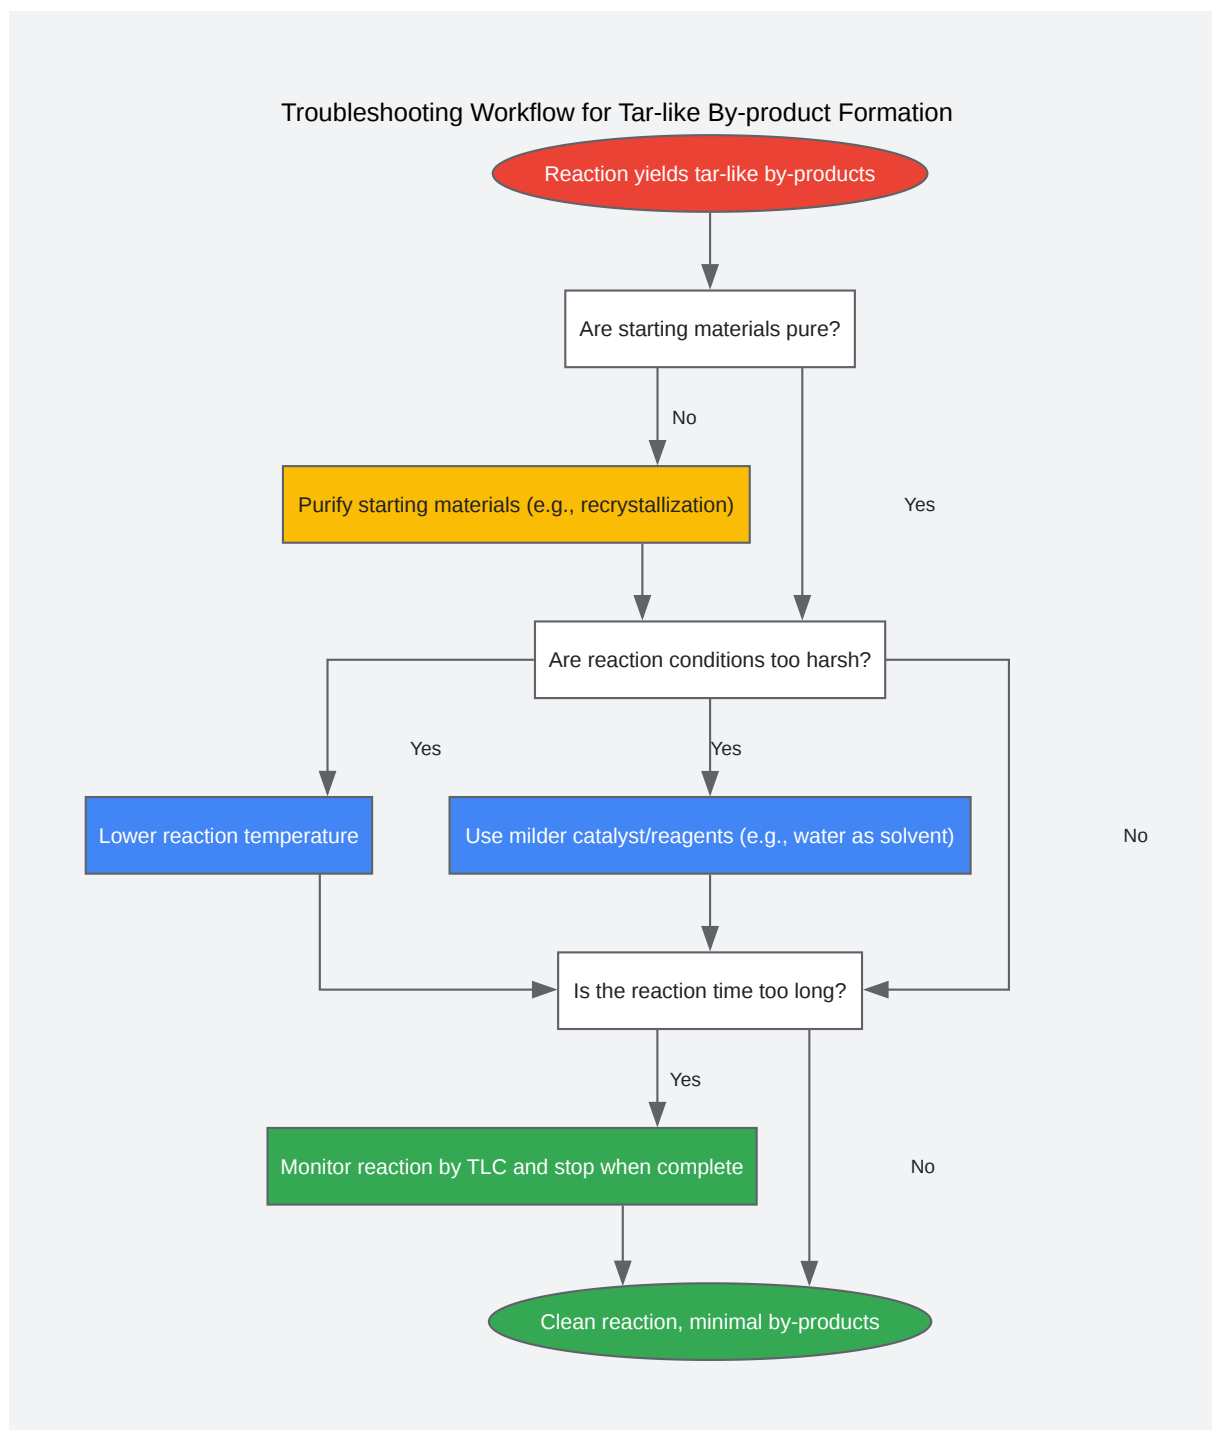 Troubleshooting Workflow for Tar-like By-product Formation
Reaction yields tar-like by-products
Are starting materials pure?
No
Purify starting materials (e.g., recrystallization)
Yes
Are reaction conditions too harsh?
Yes
Yes
Lower reaction temperature
Use milder catalyst/reagents (e.g., water as solvent)
No
Is the reaction time too long?
Yes
Monitor reaction by TLC and stop when complete
No
Clean reaction, minimal by-products